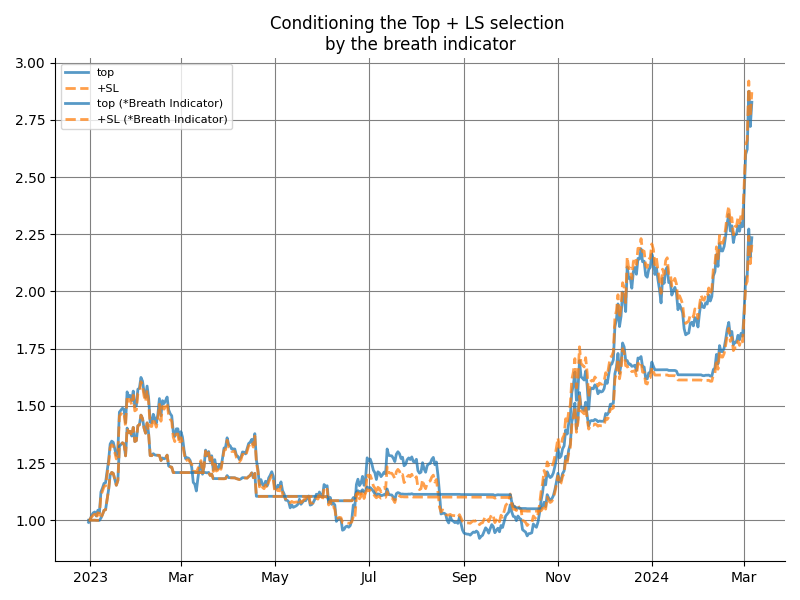 Conditioning the Top + LS selection
by the breath indicator
3.00
2.75
2.50
2.25
2.00
1.75
1.50
1.25
1.00
top
+SL
top (*Breath Indicator)
+SL (*Breath Indicator)
2023
Mar
May
Jul
Sep
Nov
2024
Mar